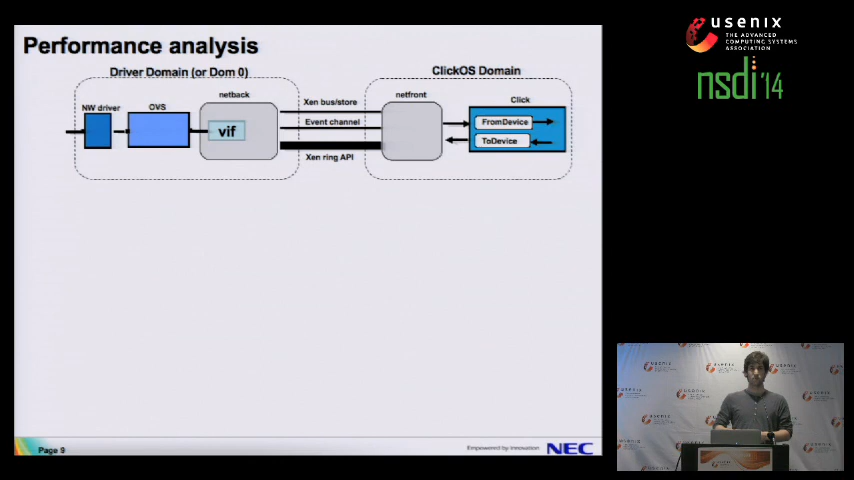 Performance analysis
Driver Domain (or Dom 0)
ClickOS Domain
netback
Xen bus/store
netfront
Click
NW driver
OVS
vif
Event channel
FromDevice
ToDevice
Xen ring API
Page 9
Empowered by Innovation
NEC
usenix
THE ADVANCED
COMPUTING SYSTEMS
ASSOCIATION
nsdi '14